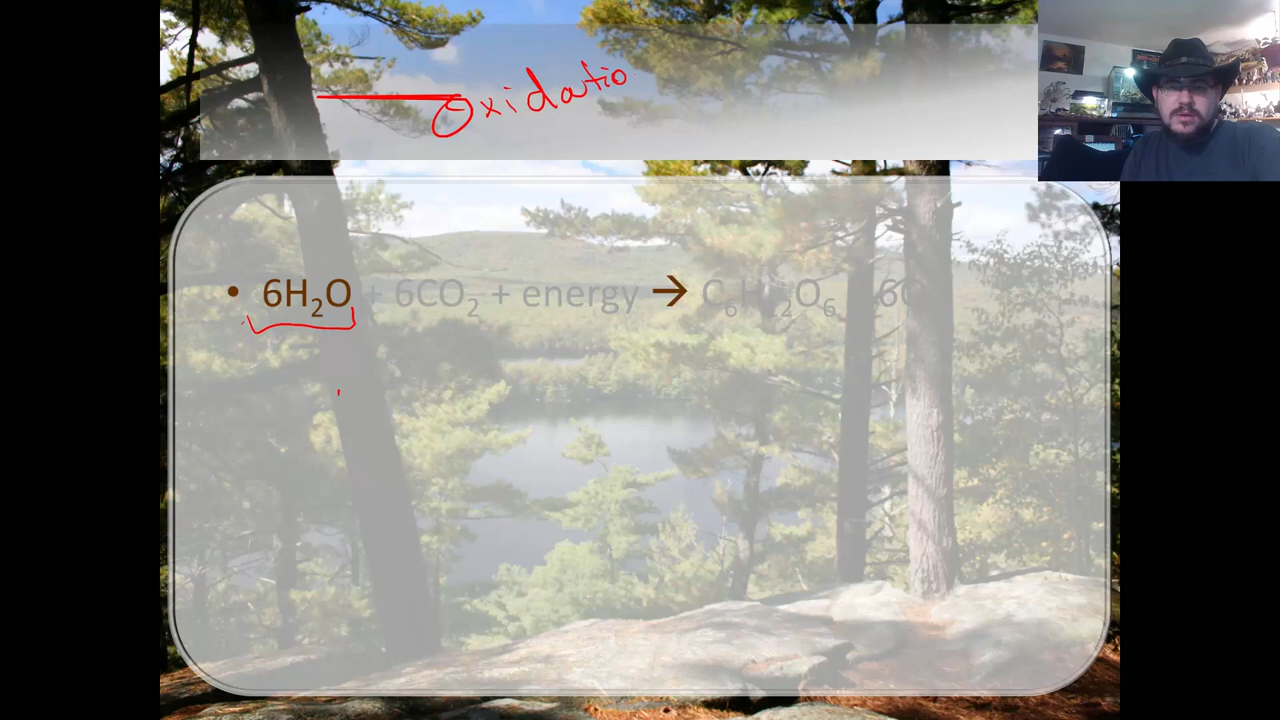 Oxidatio
• 6H₂O + 6CO₂ + energy → C₆H₁₂O₆ 6O